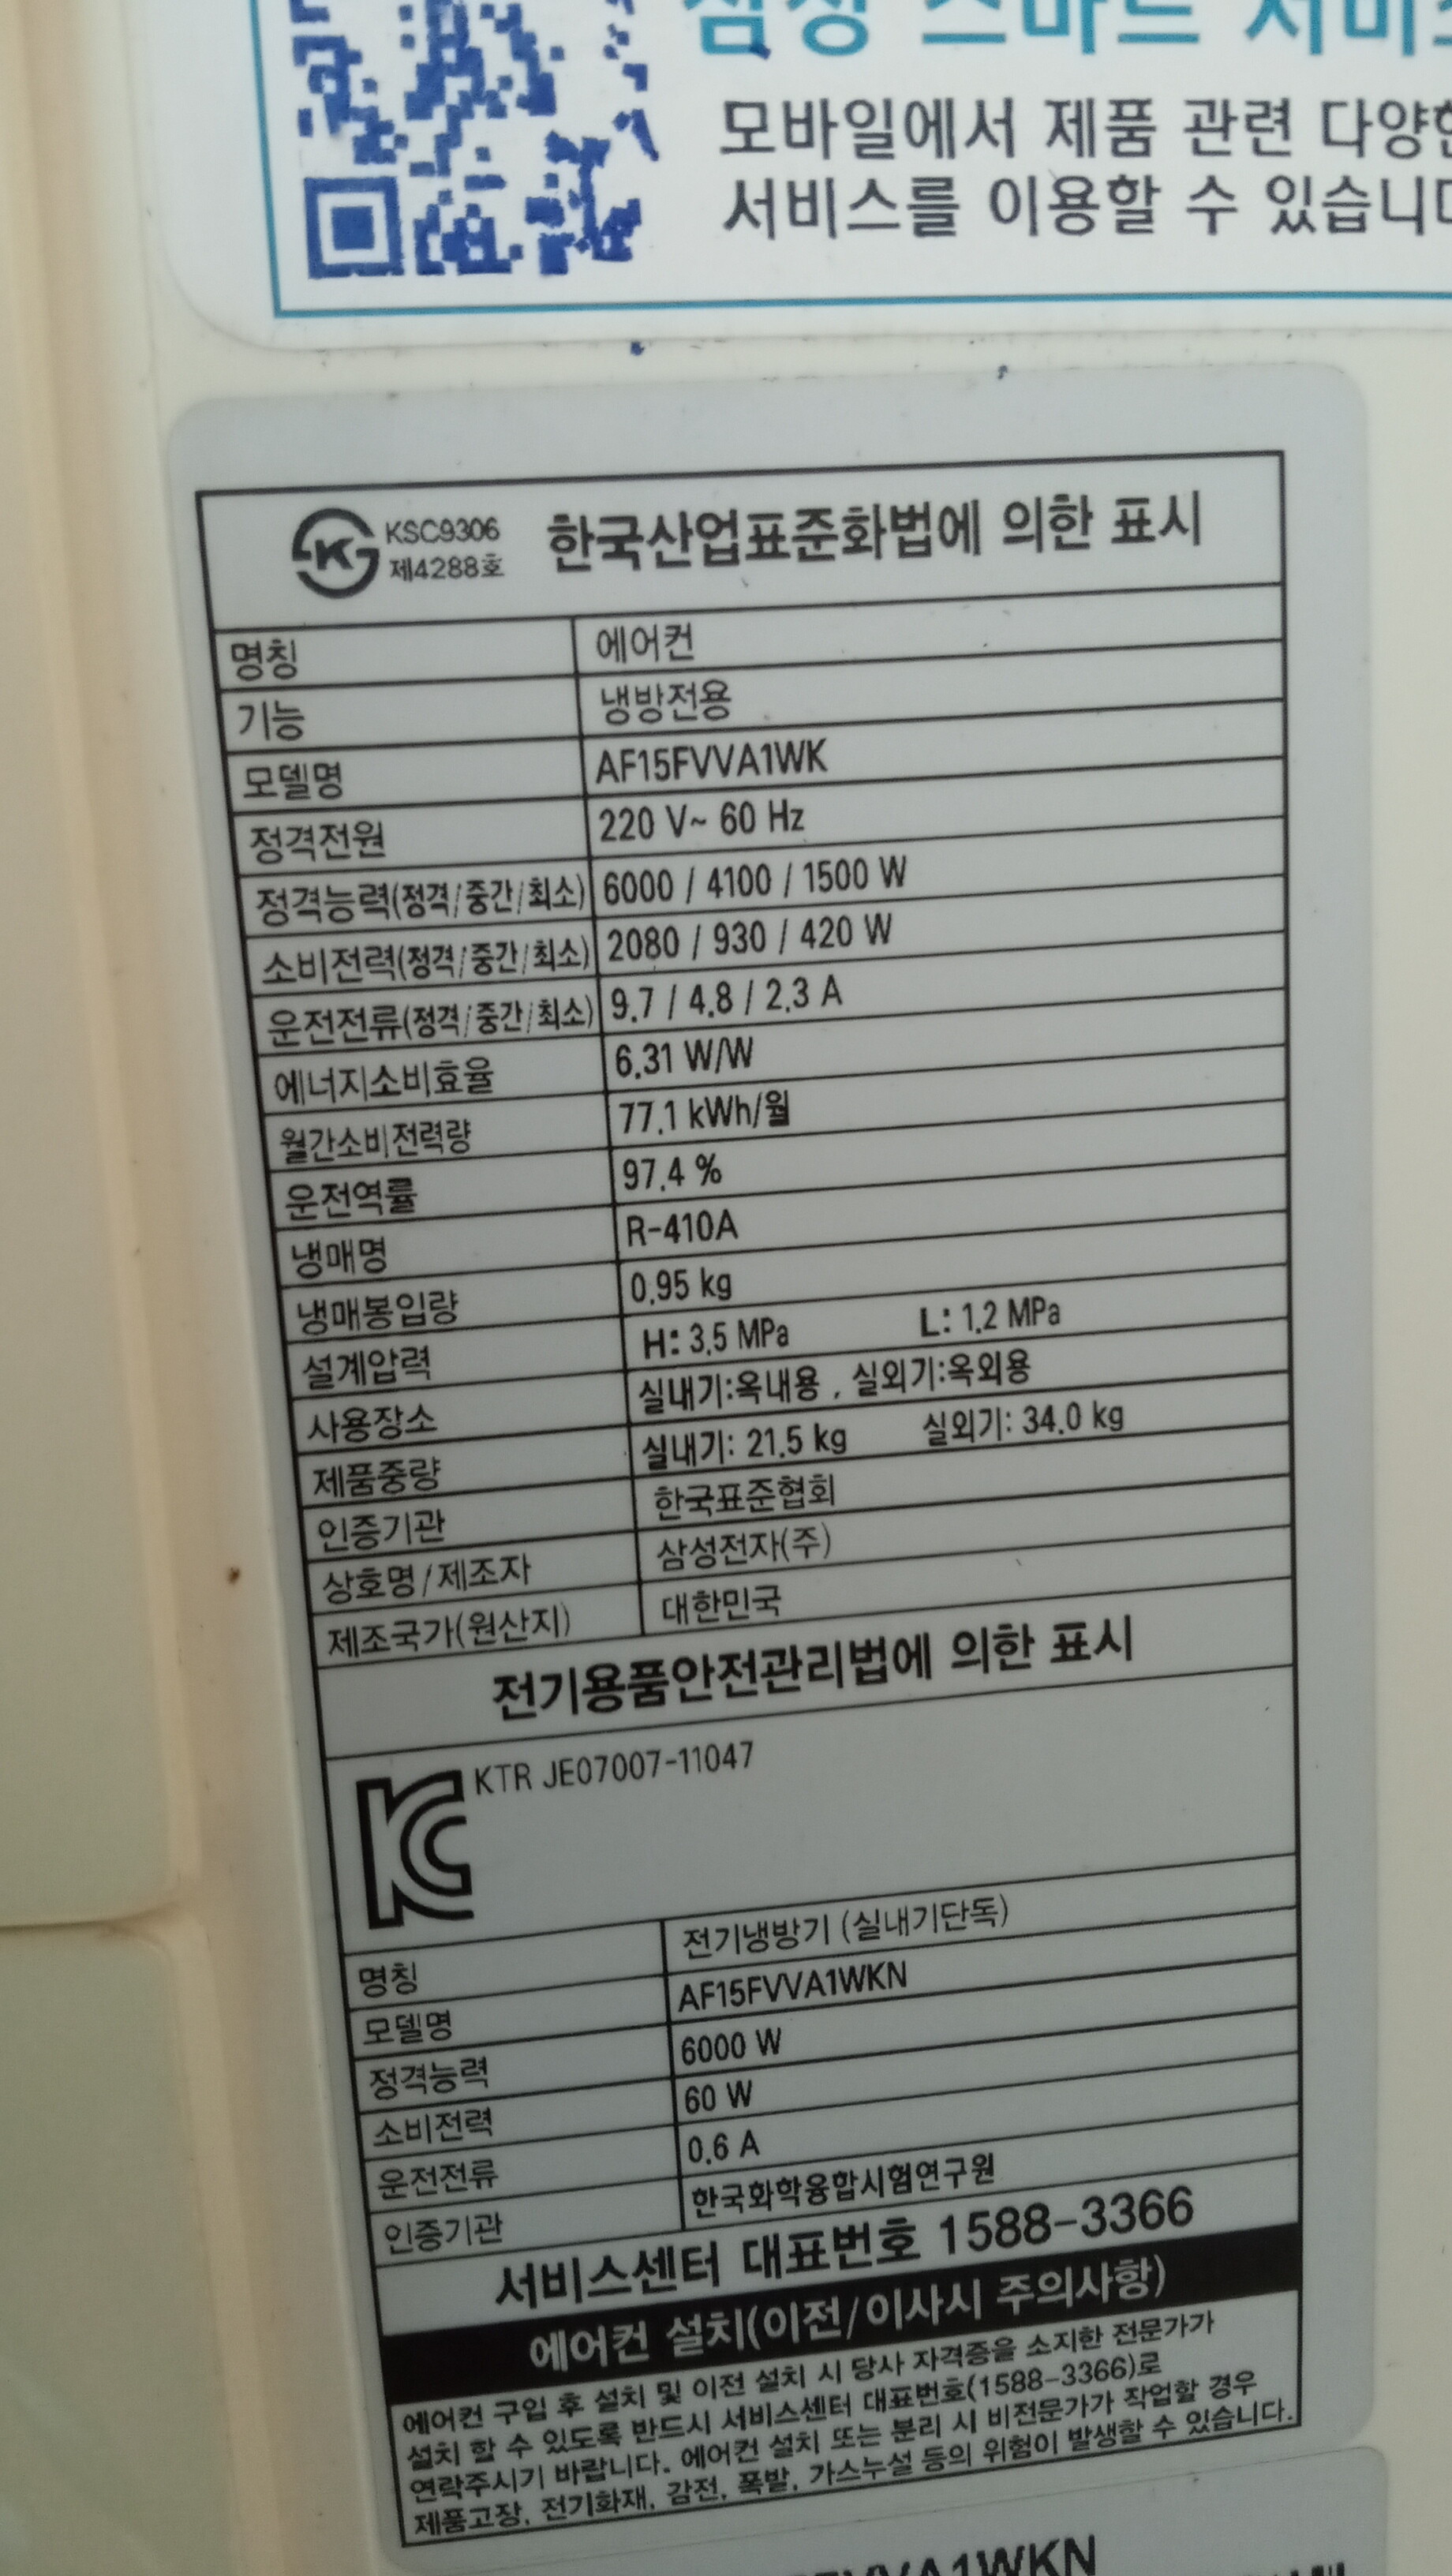 삼성 스마트 서비스
모바일에서 제품 관련 다양한
서비스를 이용할 수 있습니다
KSC9306
제4288호
한국산업표준화법에 의한 표시
명칭 에어컨
기능 냉방전용
모델명 AF15FVVA1WK
정격전원 220 V~ 60 Hz
정격능력(정격/중간/최소) 6000 / 4100 / 1500 W
소비전력(정격/중간/최소) 2080 / 930 / 420 W
운전전류(정격/중간/최소) 9.7 / 4.8 / 2.3 A
에너지소비효율 6.31 W/W
월간소비전력량 77.1 kWh/월
운전역률 97.4 %
냉매명 R-410A
냉매봉입량 0.95 kg
설계압력 H: 3.5 MPa L: 1.2 MPa
사용장소 실내기:옥내용 , 실외기:옥외용
제품중량 실내기: 21.5 kg 실외기: 34.0 kg
인증기관 한국표준협회
상호명/제조자 삼성전자(주)
제조국가(원산지) 대한민국
전기용품안전관리법에 의한 표시
KTR JE07007-11047
명칭 전기냉방기 (실내기단독)
모델명 AF15FVVA1WKN
정격능력 6000 W
소비전력 60 W
운전전류 0.6 A
인증기관 한국화학융합시험연구원
서비스센터 대표번호 1588-3366
에어컨 설치(이전/이사시 주의사항)
에어컨 구입 후 설치 및 이전 설치 시 당사 자격증을 소지한 전문가가
설치 할 수 있도록 반드시 서비스센터 대표번호(1588-3366)로
연락주시기 바랍니다. 에어컨 설치 또는 분리 시 비전문가가 작업할 경우
제품고장, 전기화재, 감전, 폭발, 가스누설 등의 위험이 발생할 수 있습니다.
VVA1WKN